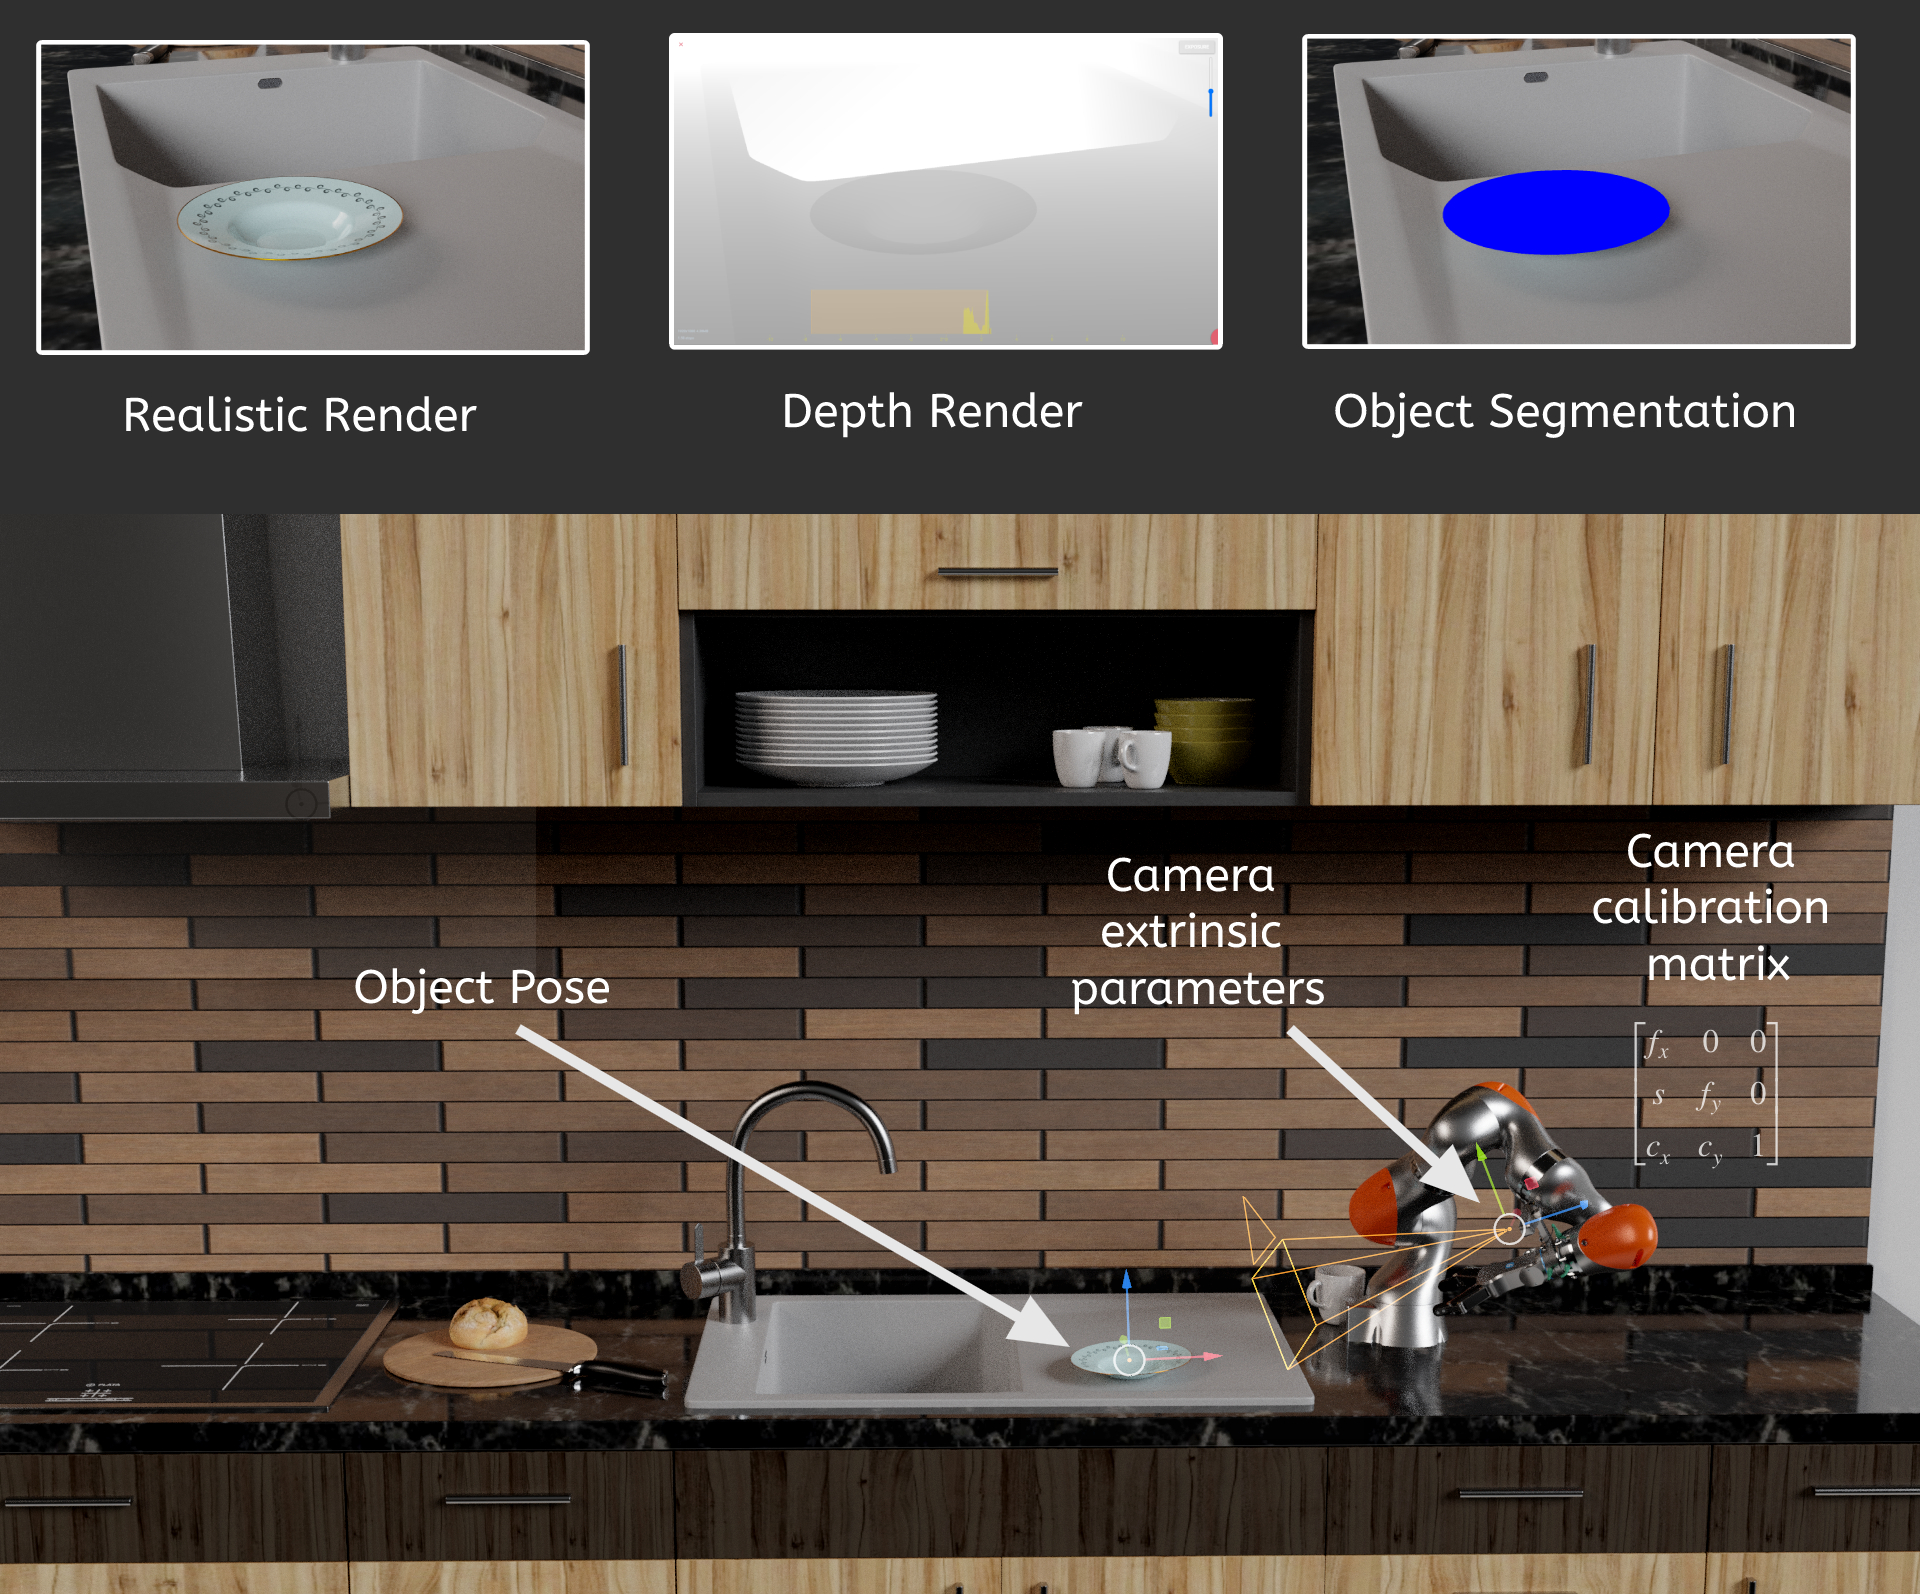 Realistic Render
Depth Render
Object Segmentation
Camera
calibration
matrix
Camera
extrinsic
parameters
Object Pose
f_x 0 0
s f_y 0
c_x c_y 1